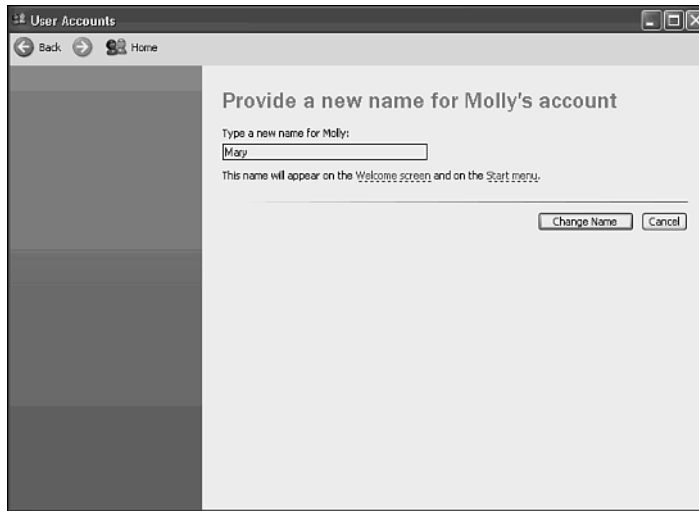 User Accounts
Back Home
Provide a new name for Molly's account
Type a new name for Molly:
Mary
This name will appear on the Welcome screen and on the Start menu.
Change Name Cancel